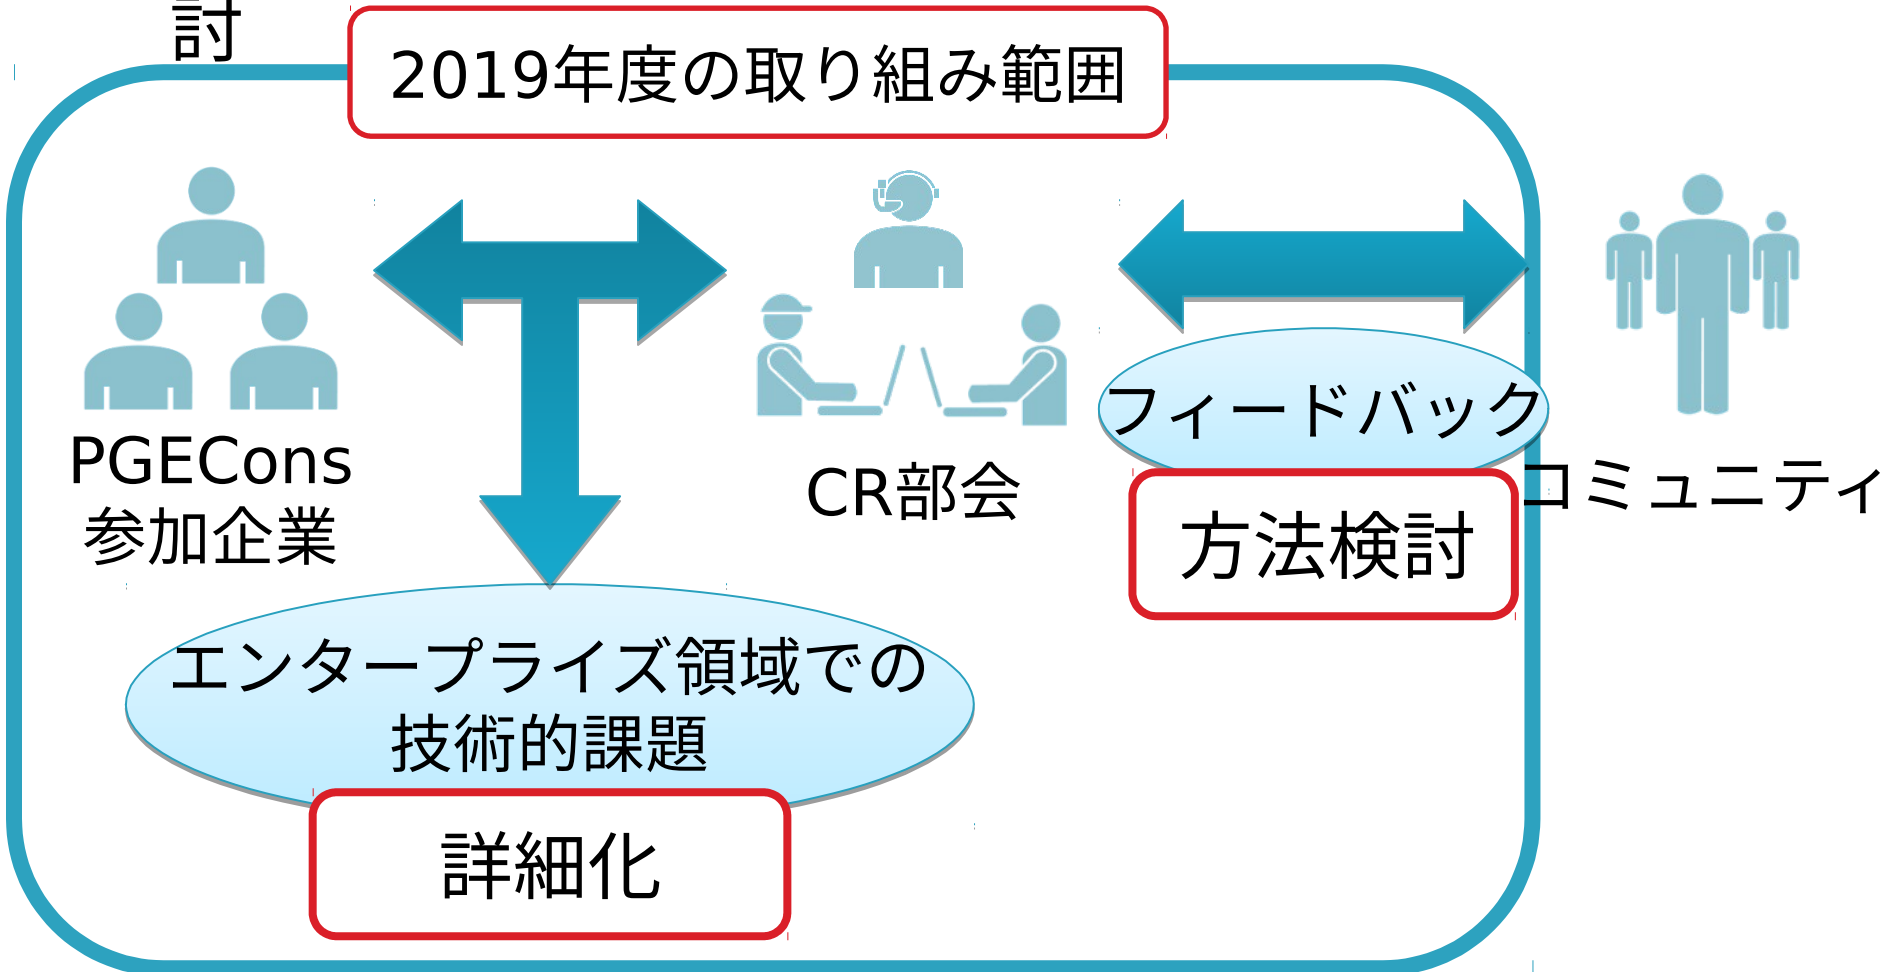 討
2019年度の取り組み範囲
フィードバック
PGECons
参加企業
CR部会
コミュニティ
方法検討
エンタープライズ領域での
技術的課題
詳細化